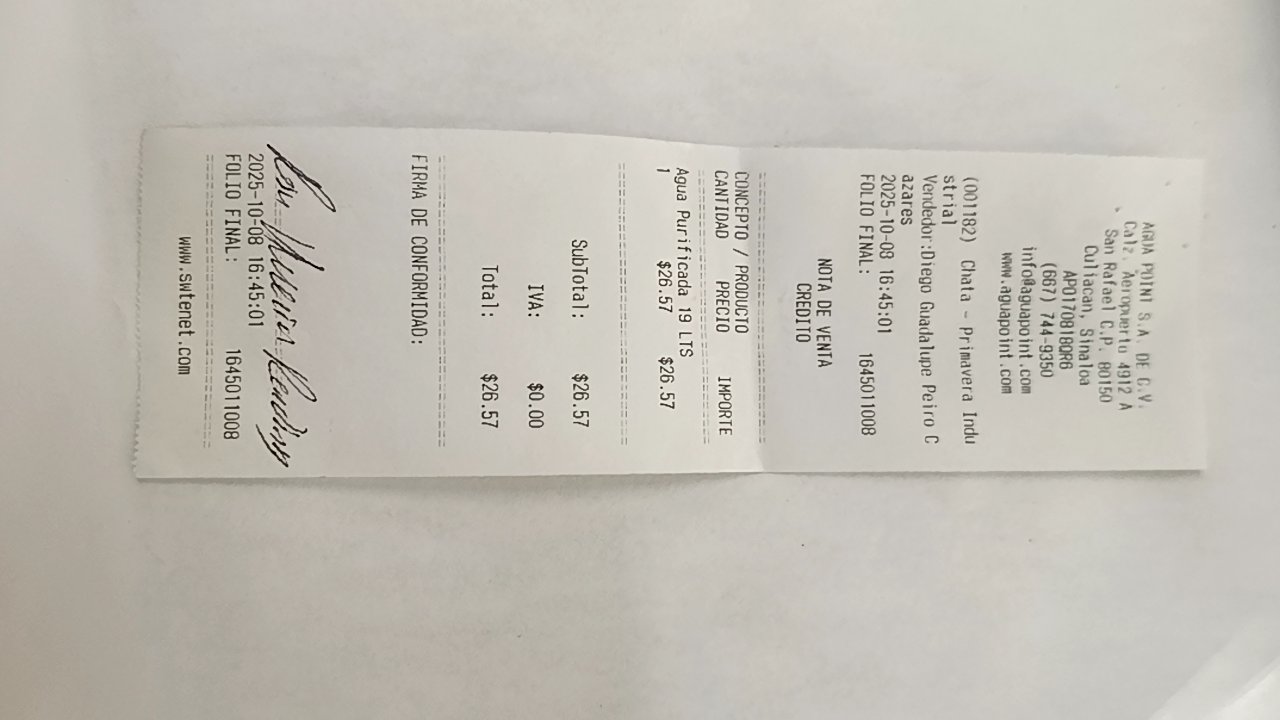 AGUA POINT S.A. DE C.V.
Calz. Aeropuerto 4912 A
San Rafael C.P. 80150
Culiacan, Sinaloa
APO170818QR6
(667) 744-9350
info@aguapoint.com
www.aguapoint.com
(001182) Chata - Primavera Indu
strial
Vendedor:Diego Guadalupe Peiro C
azares
2025-10-08 16:45:01
FOLIO FINAL: 1645011008
NOTA DE VENTA
CREDITO
CONCEPTO / PRODUCTO
CANTIDAD PRECIO IMPORTE
Agua Purificada 19 LTS
1 $26.57 $26.57
SubTotal: $26.57
IVA: $0.00
Total: $26.57
FIRMA DE CONFORMIDAD:
2025-10-08 16:45:01
FOLIO FINAL: 1645011008
www.swtenet.com